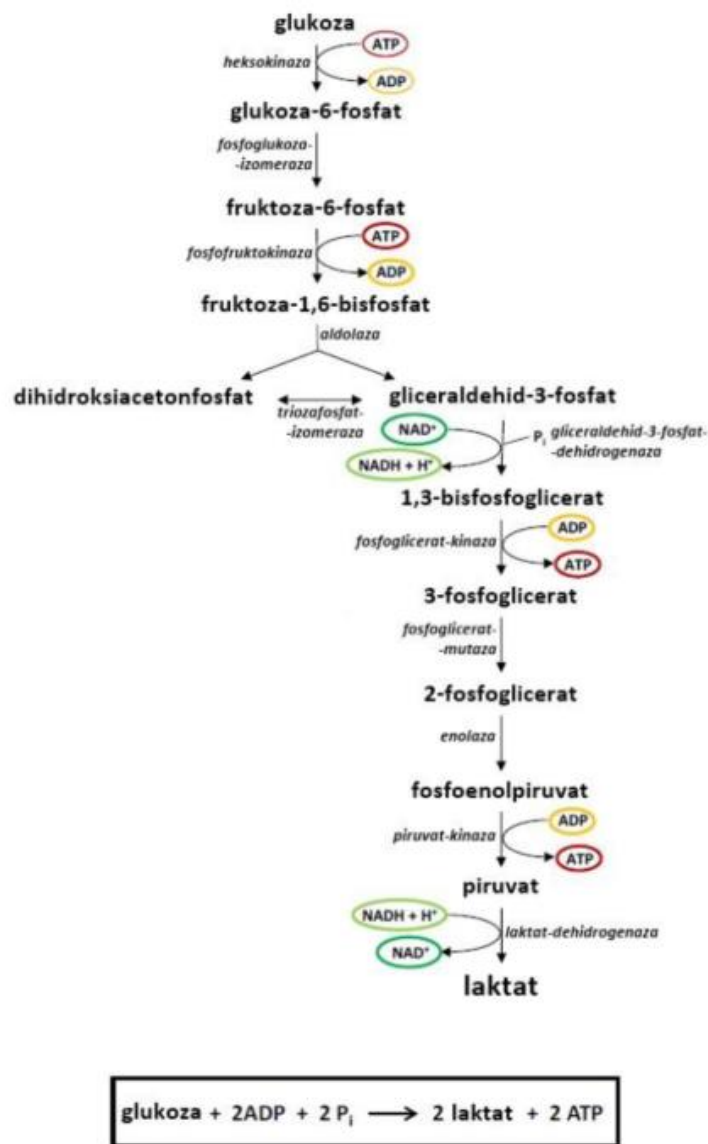 glukoza
ATP
heksokinaza
ADP
glukoza-6-fosfat
fosfoglukoza-
-izomeraza
fruktoza-6-fosfat
ATP
fosfofruktokinaza
ADP
fruktoza-1,6-bisfosfat
aldolaza
dihidroksiacetonfosfat
triozafosfat-
-izomeraza
gliceraldehid-3-fosfat
NAD⁺
Pᵢ gliceraldehid-3-fosfat-
-dehidrogenaza
NADH + H⁺
1,3-bisfosfoglicerat
ADP
fosfoglicerat-kinaza
ATP
3-fosfoglicerat
fosfoglicerat-
-mutaza
2-fosfoglicerat
enolaza
fosfoenolpiruvat
ADP
piruvat-kinaza
ATP
piruvat
NADH + H⁺
laktat-dehidrogenaza
NAD⁺
laktat
glukoza + 2ADP + 2 Pᵢ → 2 laktat + 2 ATP